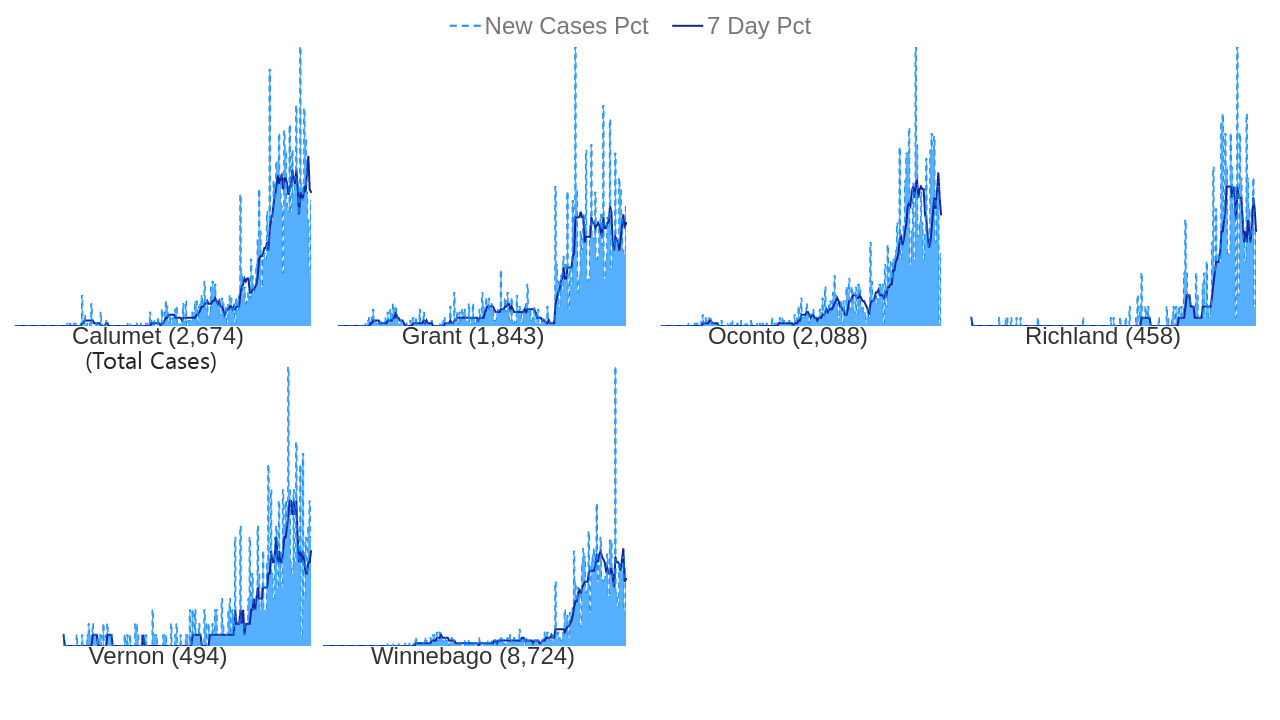 New Cases Pct 7 Day Pct
Calumet (2,674) Grant (1,843) Oconto (2,088) Richland (458)
(Total Cases)
Vernon (494) Winnebago (8,724)